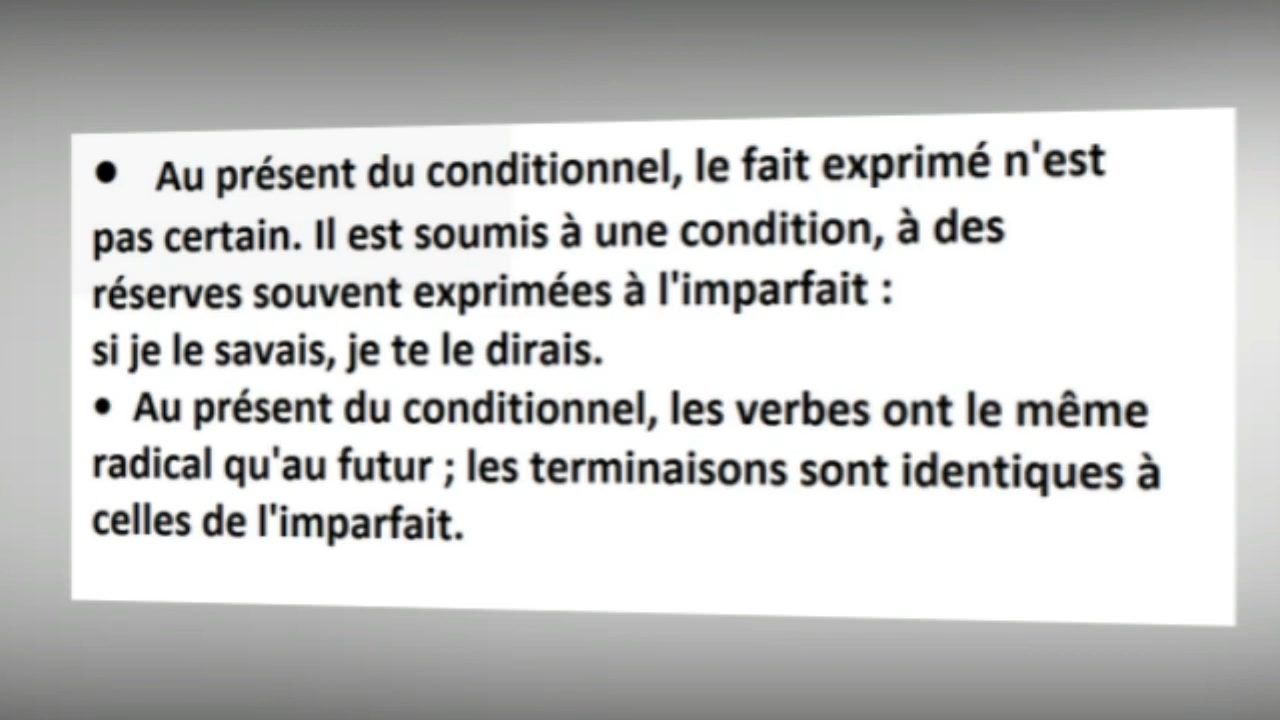 • Au présent du conditionnel, le fait exprimé n'est
pas certain. Il est soumis à une condition, à des
réserves souvent exprimées à l'imparfait :
si je le savais, je te le dirais.
• Au présent du conditionnel, les verbes ont le même
radical qu'au futur ; les terminaisons sont identiques à
celles de l'imparfait.